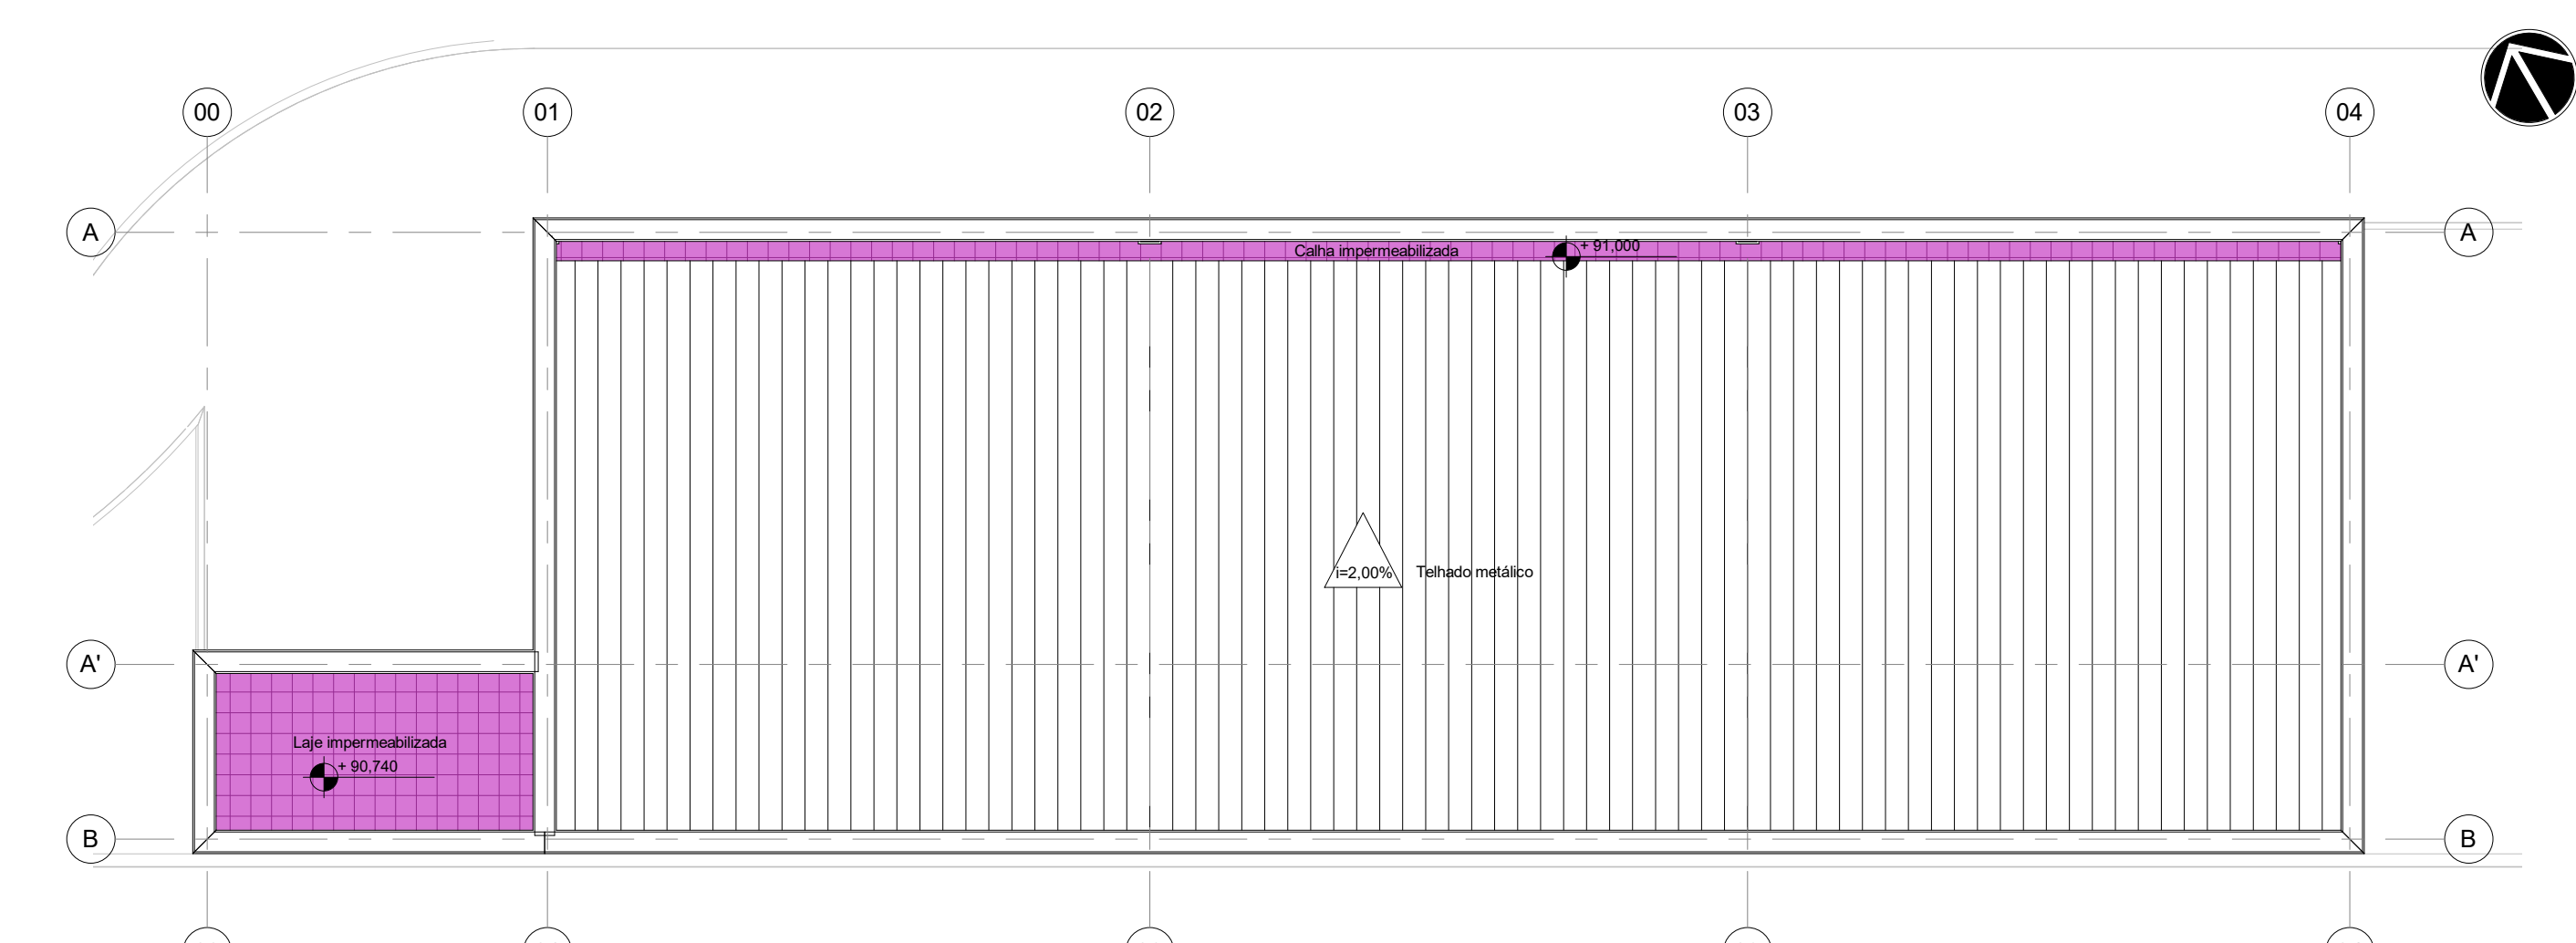 00
01
02
03
04
A
A
Calha impermeabilizada
+ 91,000
i=2,00%
Telhado metálico
A'
A'
Laje impermeabilizada
+ 90,740
B
B